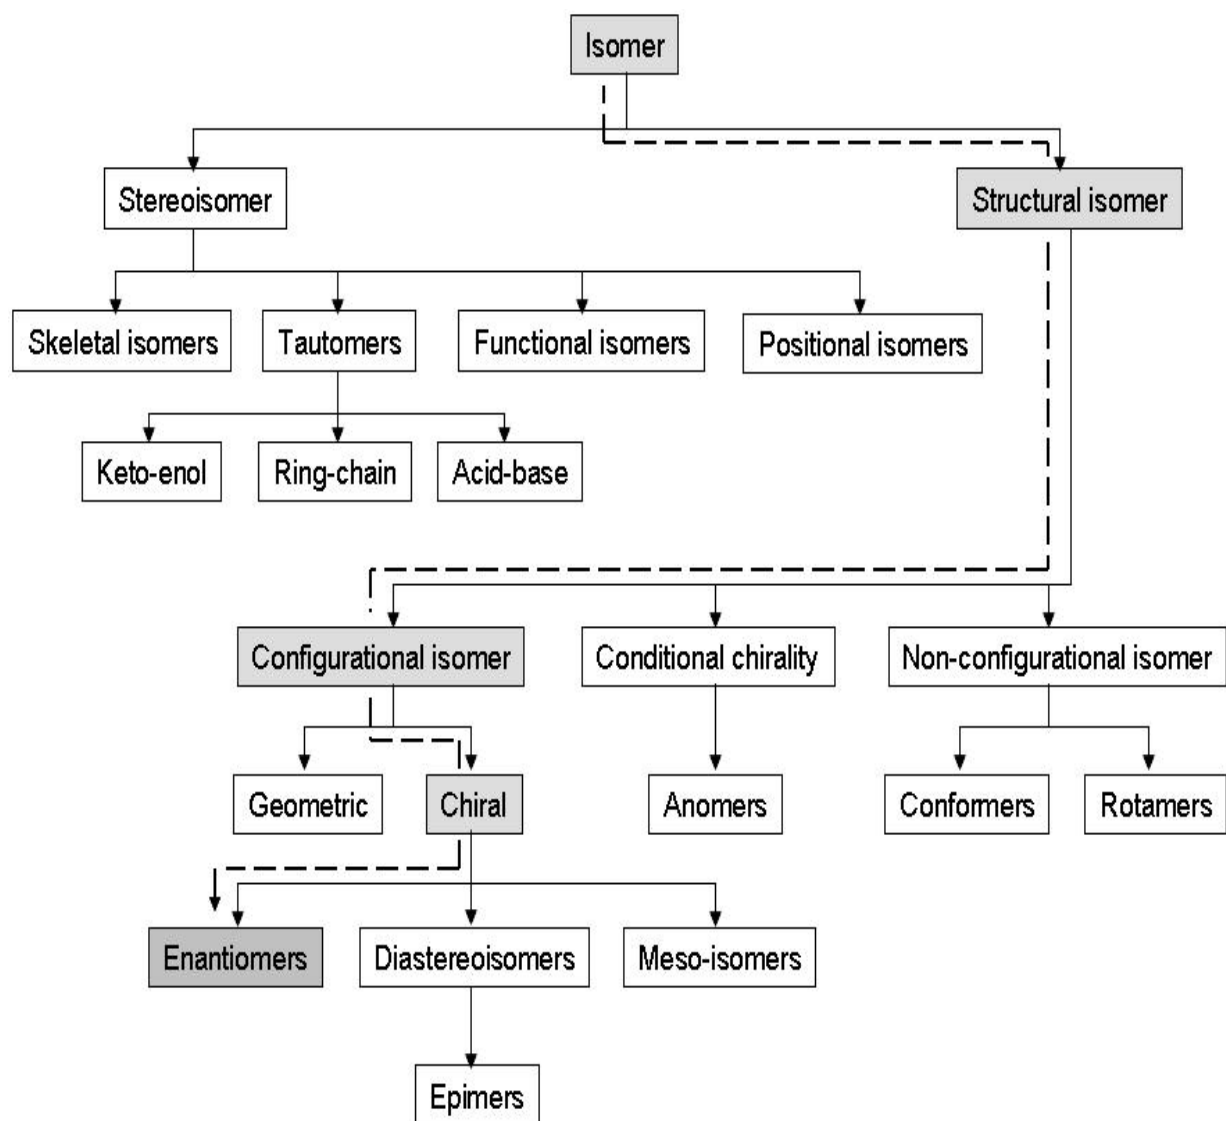 Isomer
Stereoisomer
Structural isomer
Skeletal isomers
Tautomers
Functional isomers
Positional isomers
Keto-enol
Ring-chain
Acid-base
Configurational isomer
Conditional chirality
Non-configurational isomer
Geometric
Chiral
Anomers
Conformers
Rotamers
Enantiomers
Diastereoisomers
Meso-isomers
Epimers